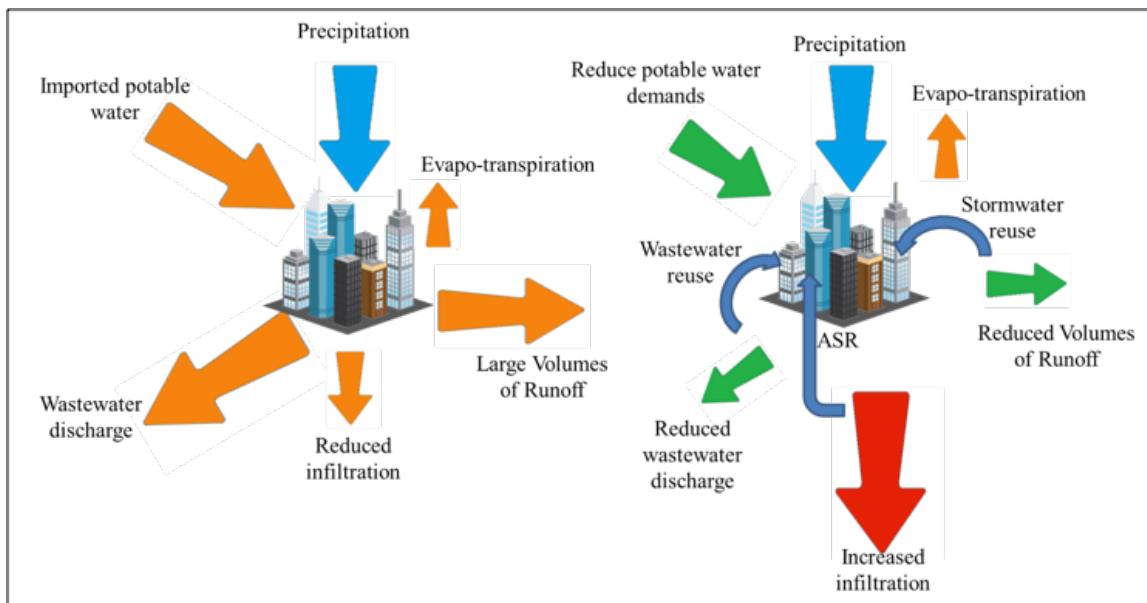 Precipitation
Imported potable
water
Evapo-transpiration
Large Volumes
of Runoff
Wastewater
discharge
Reduced
infiltration
Precipitation
Reduce potable water
demands
Evapo-transpiration
Stormwater
reuse
Wastewater
reuse
ASR
Reduced Volumes
of Runoff
Reduced
wastewater
discharge
Increased
infiltration